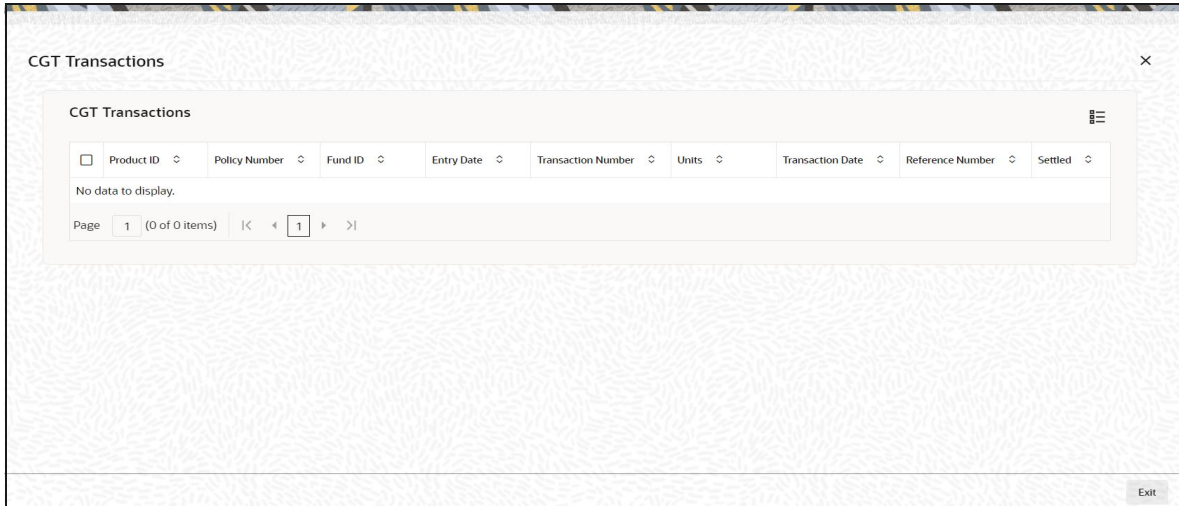 CGT Transactions
CGT Transactions
Product ID Policy Number Fund ID Entry Date Transaction Number Units Transaction Date Reference Number Settled
No data to display.
Page 1 (0 of 0 items) 1
Exit